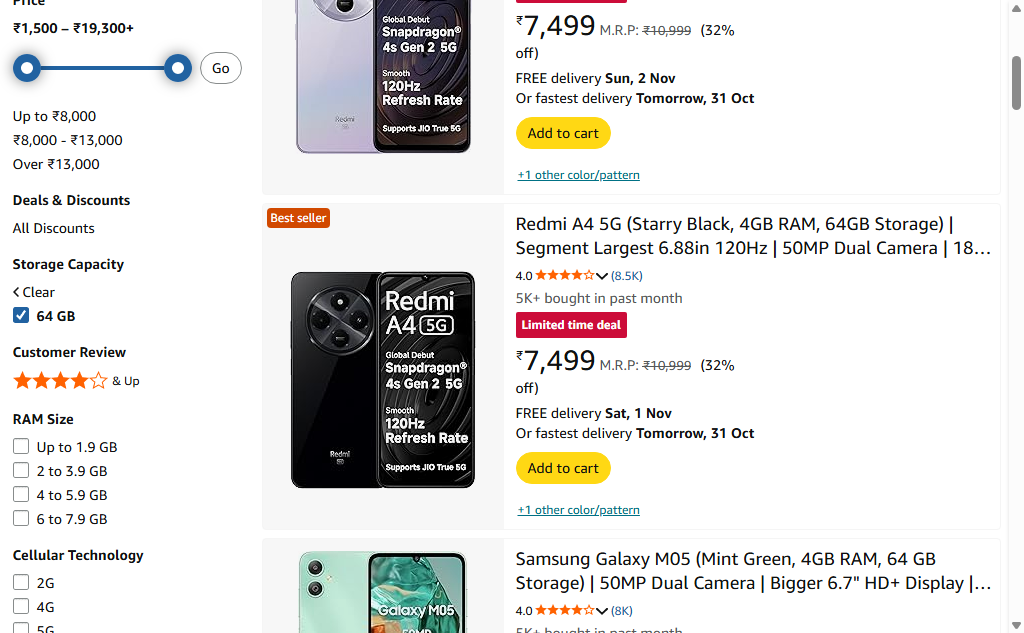 Price
₹1,500 – ₹19,300+
Go
Up to ₹8,000
₹8,000 - ₹13,000
Over ₹13,000
Deals & Discounts
All Discounts
Storage Capacity
Clear
64 GB
Customer Review
& Up
RAM Size
Up to 1.9 GB
2 to 3.9 GB
4 to 5.9 GB
6 to 7.9 GB
Cellular Technology
2G
4G
5G
Global Debut
Snapdragon®
4s Gen 2 5G
Smooth
120Hz
Refresh Rate
Supports JIO True 5G
Redmi
5G
₹7,499 M.R.P: ₹10,999 (32%
off)
FREE delivery Sun, 2 Nov
Or fastest delivery Tomorrow, 31 Oct
Add to cart
+1 other color/pattern
Best seller
Redmi
A4 5G
Global Debut
Snapdragon®
4s Gen 2 5G
Smooth
120Hz
Refresh Rate
Supports JIO True 5G
Redmi
5G
Redmi A4 5G (Starry Black, 4GB RAM, 64GB Storage) |
Segment Largest 6.88in 120Hz | 50MP Dual Camera | 18…
4.0 (8.5K)
5K+ bought in past month
Limited time deal
₹7,499 M.R.P: ₹10,999 (32%
off)
FREE delivery Sat, 1 Nov
Or fastest delivery Tomorrow, 31 Oct
Add to cart
+1 other color/pattern
Galaxy M05
50MP
Samsung Galaxy M05 (Mint Green, 4GB RAM, 64 GB
Storage) | 50MP Dual Camera | Bigger 6.7" HD+ Display |…
4.0 (8K)
5K+ bought in past month